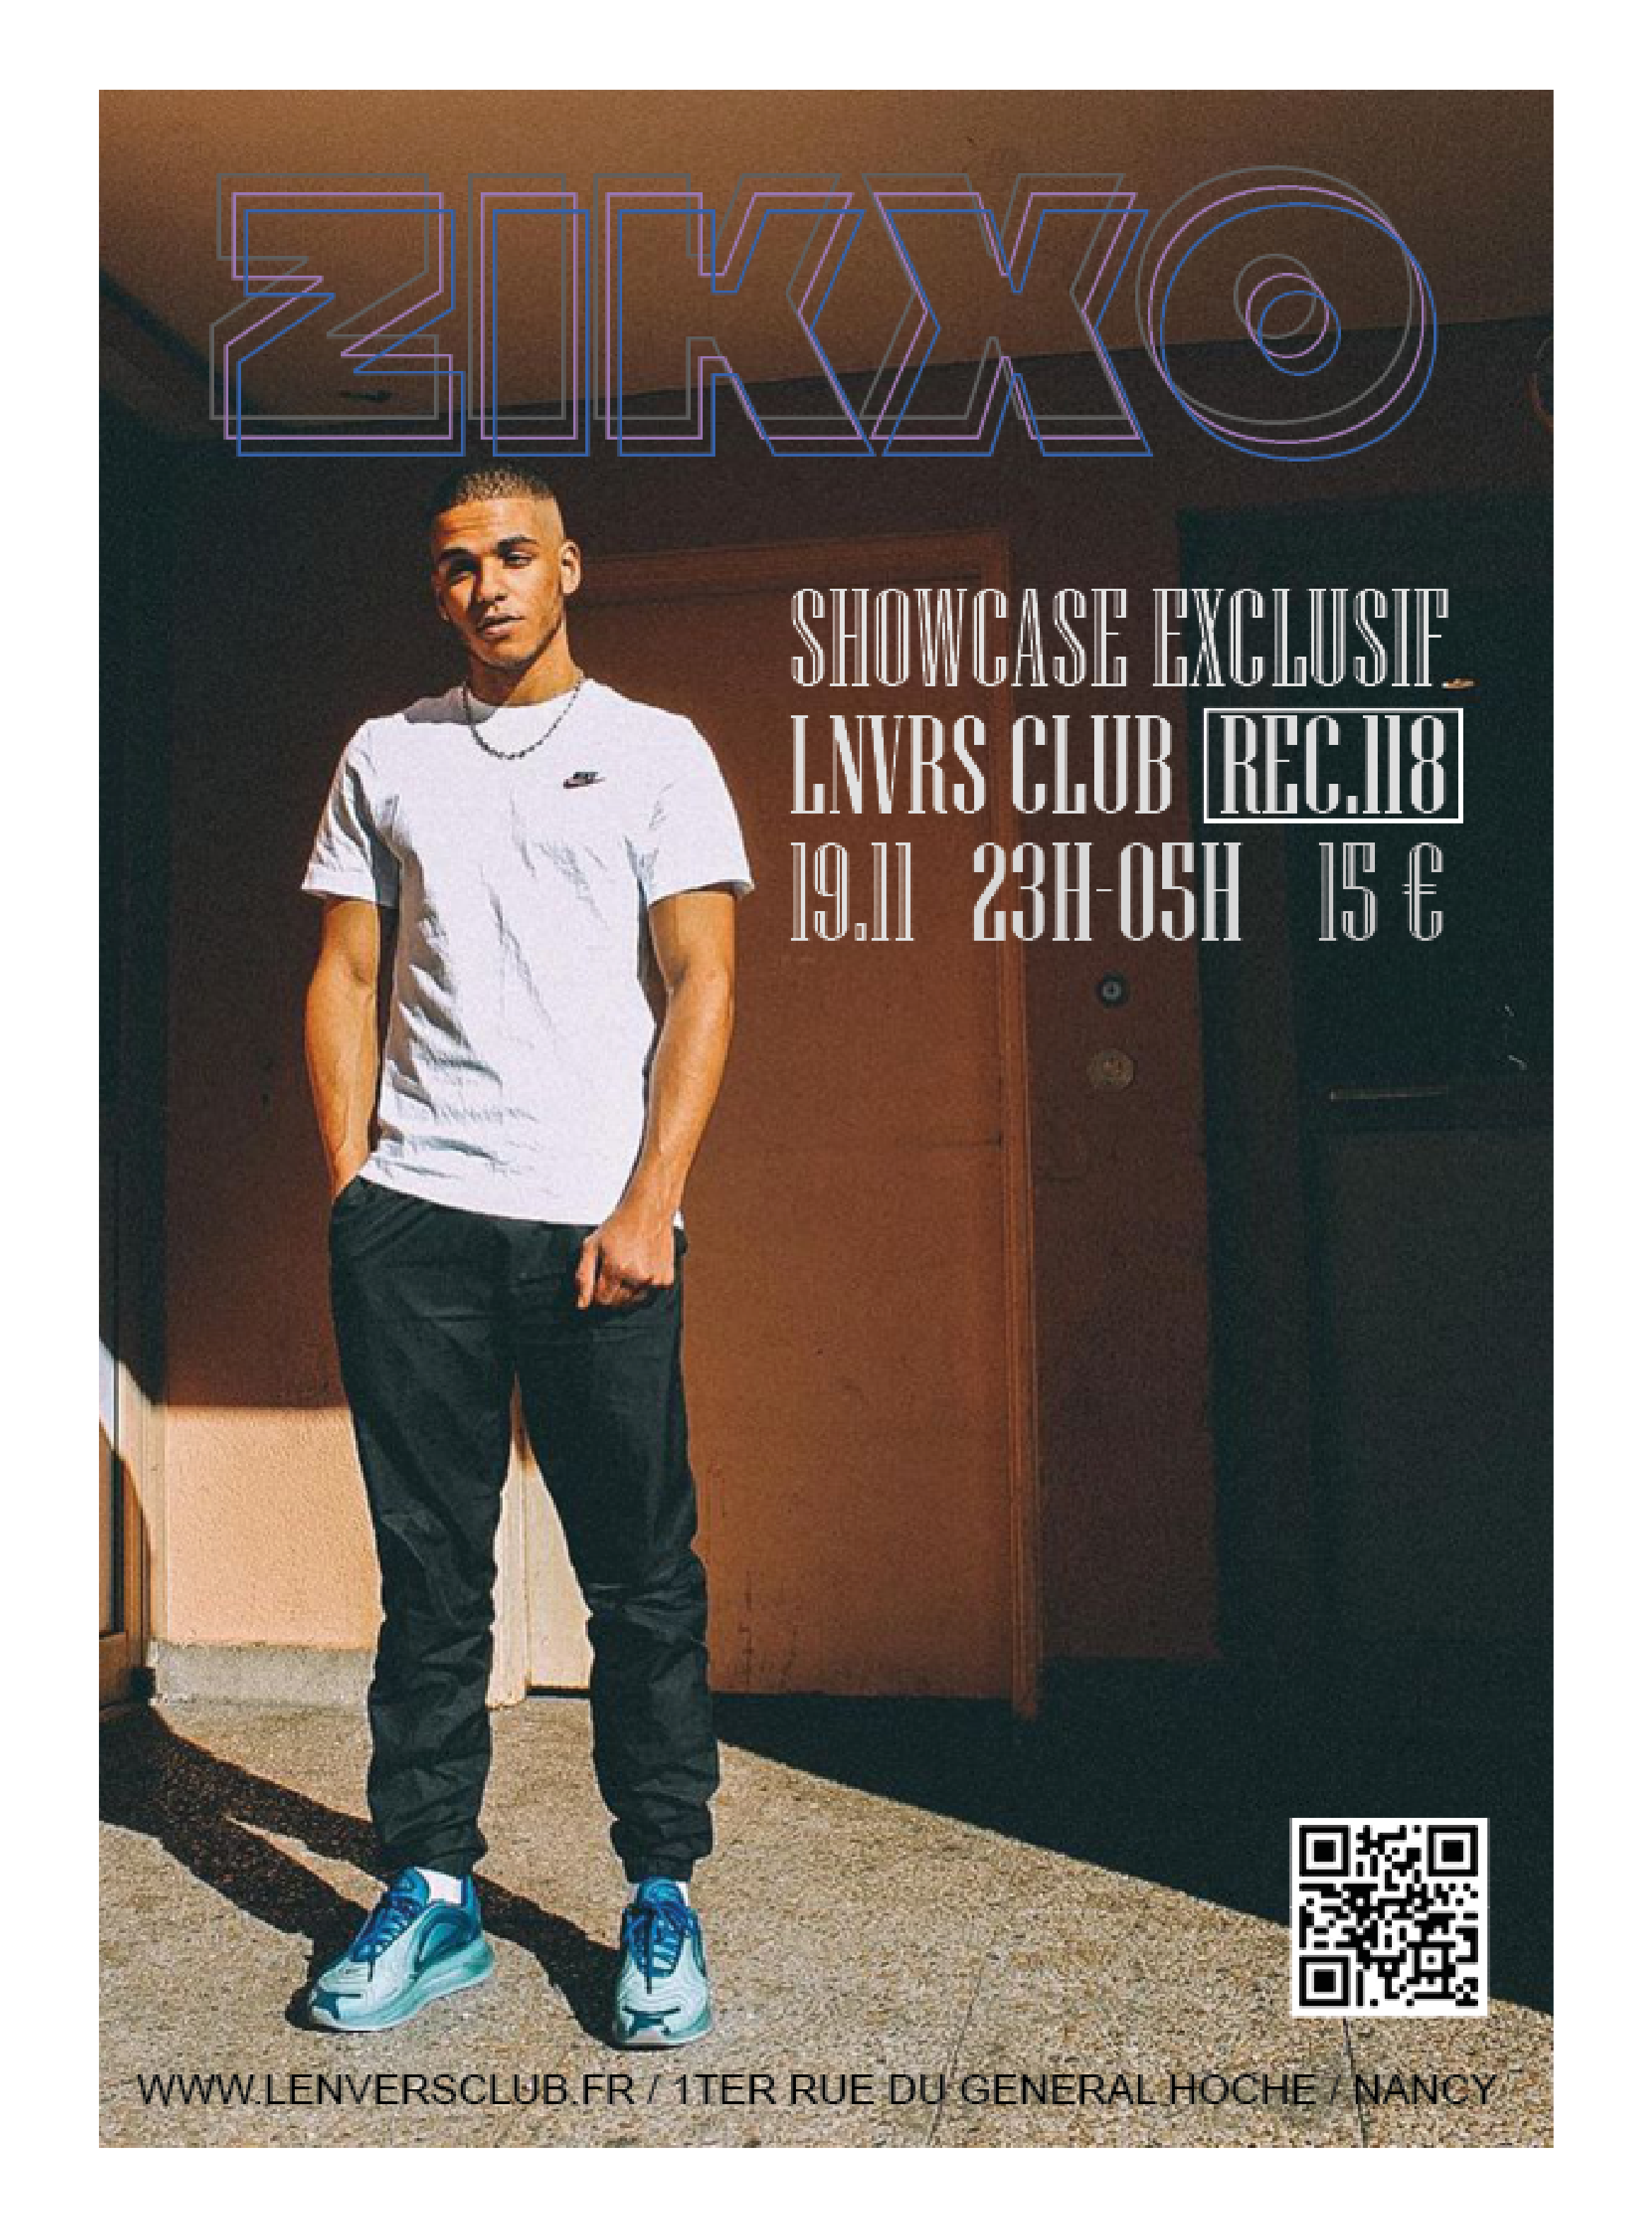 ZIKXO
SHOWCASE EXCLUSIF
LNVRS CLUB REC.118
19.11 23H-05H 15 €
WWW.LENVERSCLUB.FR / 1TER RUE DU GENERAL HOCHE / NANCY